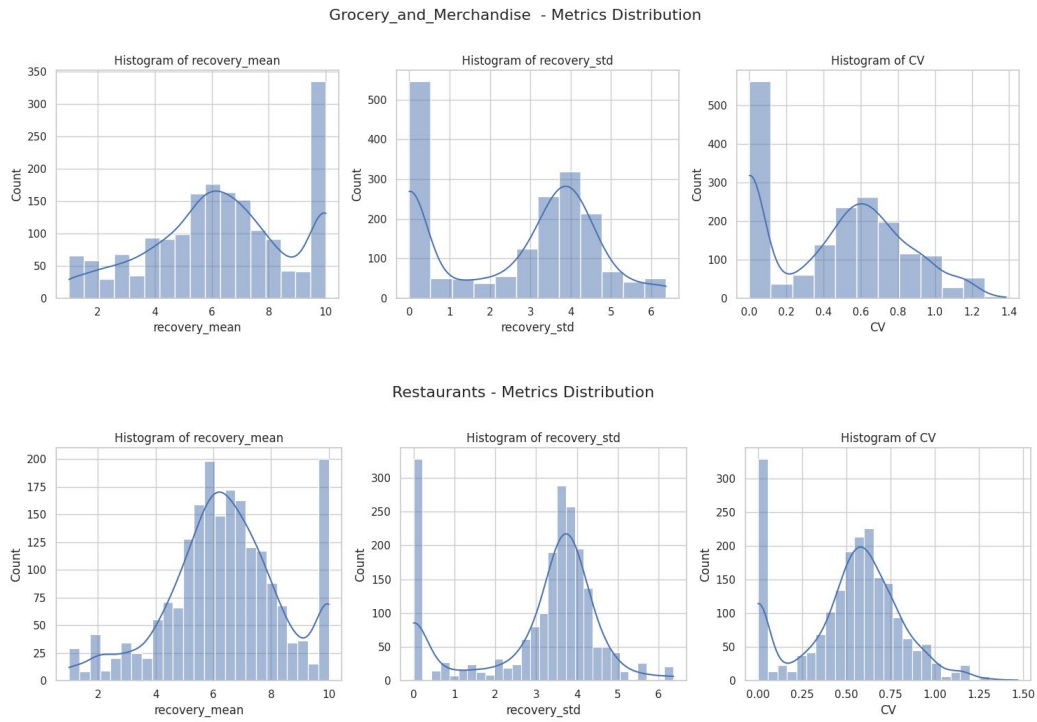 Grocery_and_Merchandise  - Metrics Distribution
Histogram of recovery_mean
350
300
250
200
150
100
50
0
Count
2 4 6 8 10
recovery_mean
Histogram of recovery_std
500
400
300
200
100
0
Count
0 1 2 3 4 5 6
recovery_std
Histogram of CV
500
400
300
200
100
0
Count
0.0 0.2 0.4 0.6 0.8 1.0 1.2 1.4
CV
Restaurants - Metrics Distribution
Histogram of recovery_mean
200
175
150
125
100
75
50
25
0
Count
2 4 6 8 10
recovery_mean
Histogram of recovery_std
300
250
200
150
100
50
0
Count
0 1 2 3 4 5 6
recovery_std
Histogram of CV
300
250
200
150
100
50
0
Count
0.00 0.25 0.50 0.75 1.00 1.25 1.50
CV